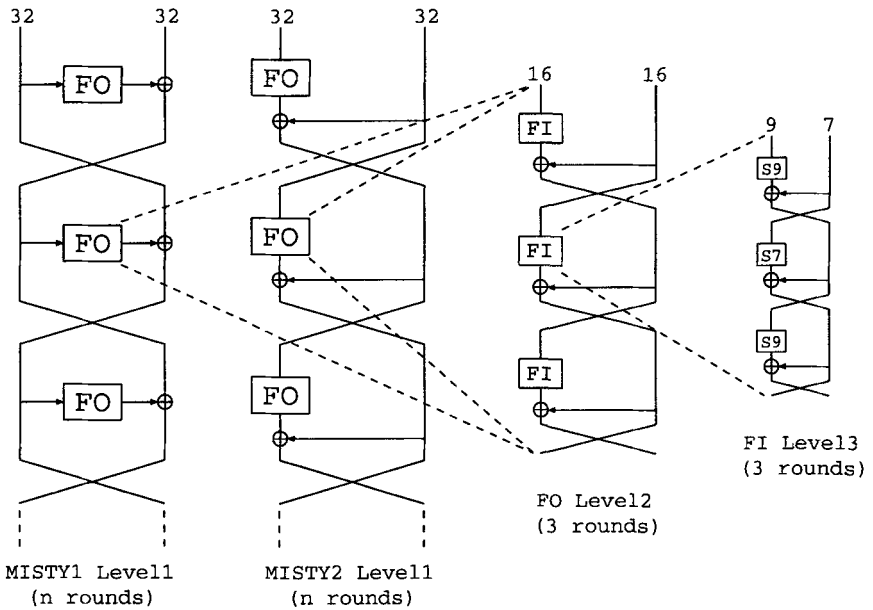 32 32 32 32
FO FO
16 16
FI
9 7
S9
FO FO
FI
S7
S9
FO FO
FI
FI Level3
(3 rounds)
FO Level2
(3 rounds)
MISTY1 Level1
(n rounds)
MISTY2 Level1
(n rounds)